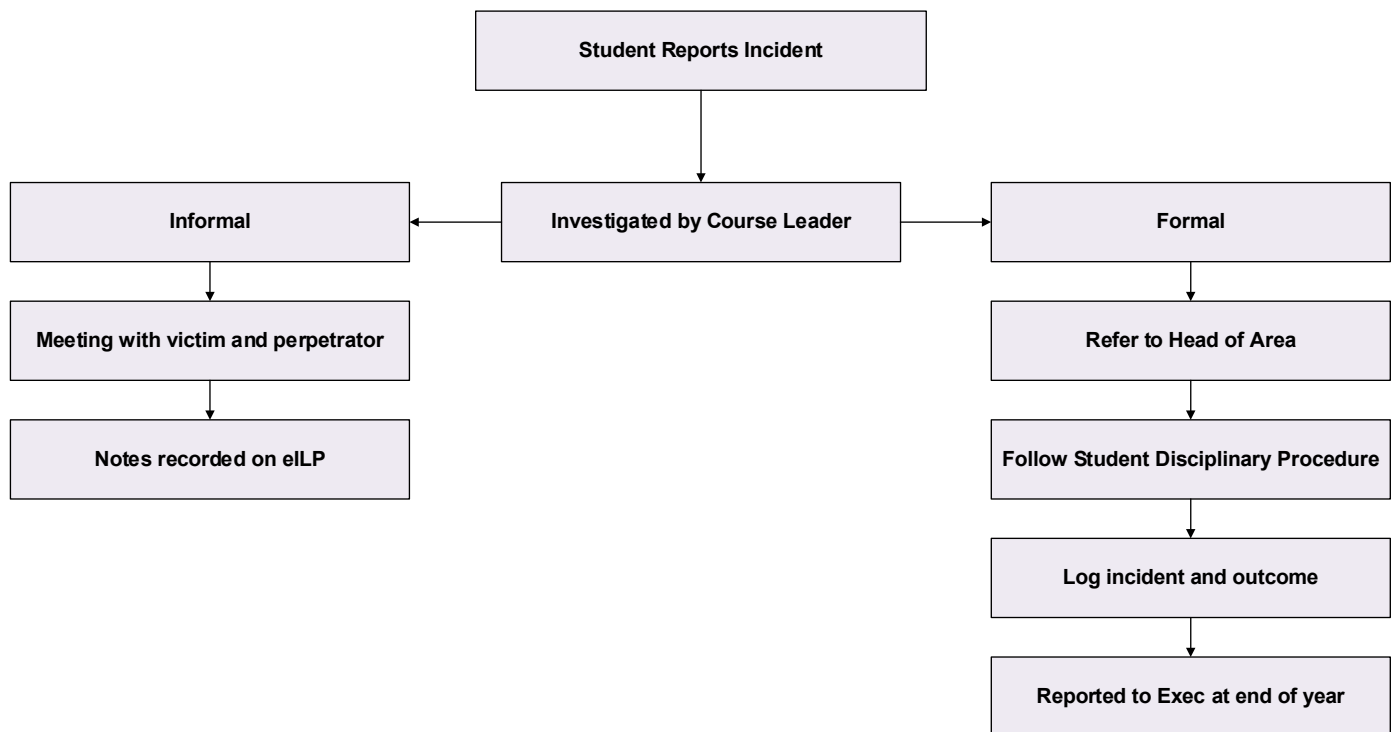 Student Reports Incident
Informal
Investigated by Course Leader
Formal
Meeting with victim and perpetrator
Refer to Head of Area
Notes recorded on eILP
Follow Student Disciplinary Procedure
Log incident and outcome
Reported to Exec at end of year